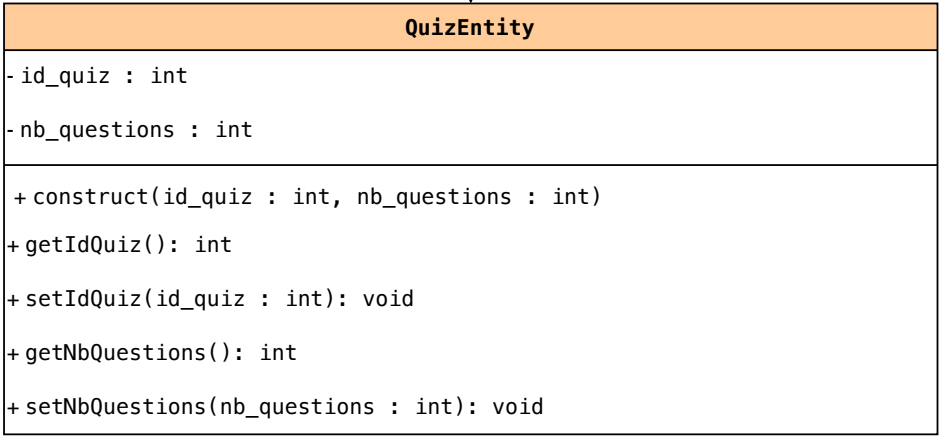 QuizEntity
- id_quiz : int
- nb_questions : int
+ construct(id_quiz : int, nb_questions : int)
+ getIdQuiz(): int
+ setIdQuiz(id_quiz : int): void
+ getNbQuestions(): int
+ setNbQuestions(nb_questions : int): void